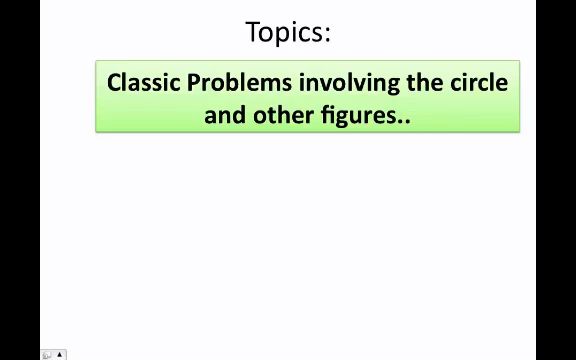 Topics:
Classic Problems involving the circle
and other figures..